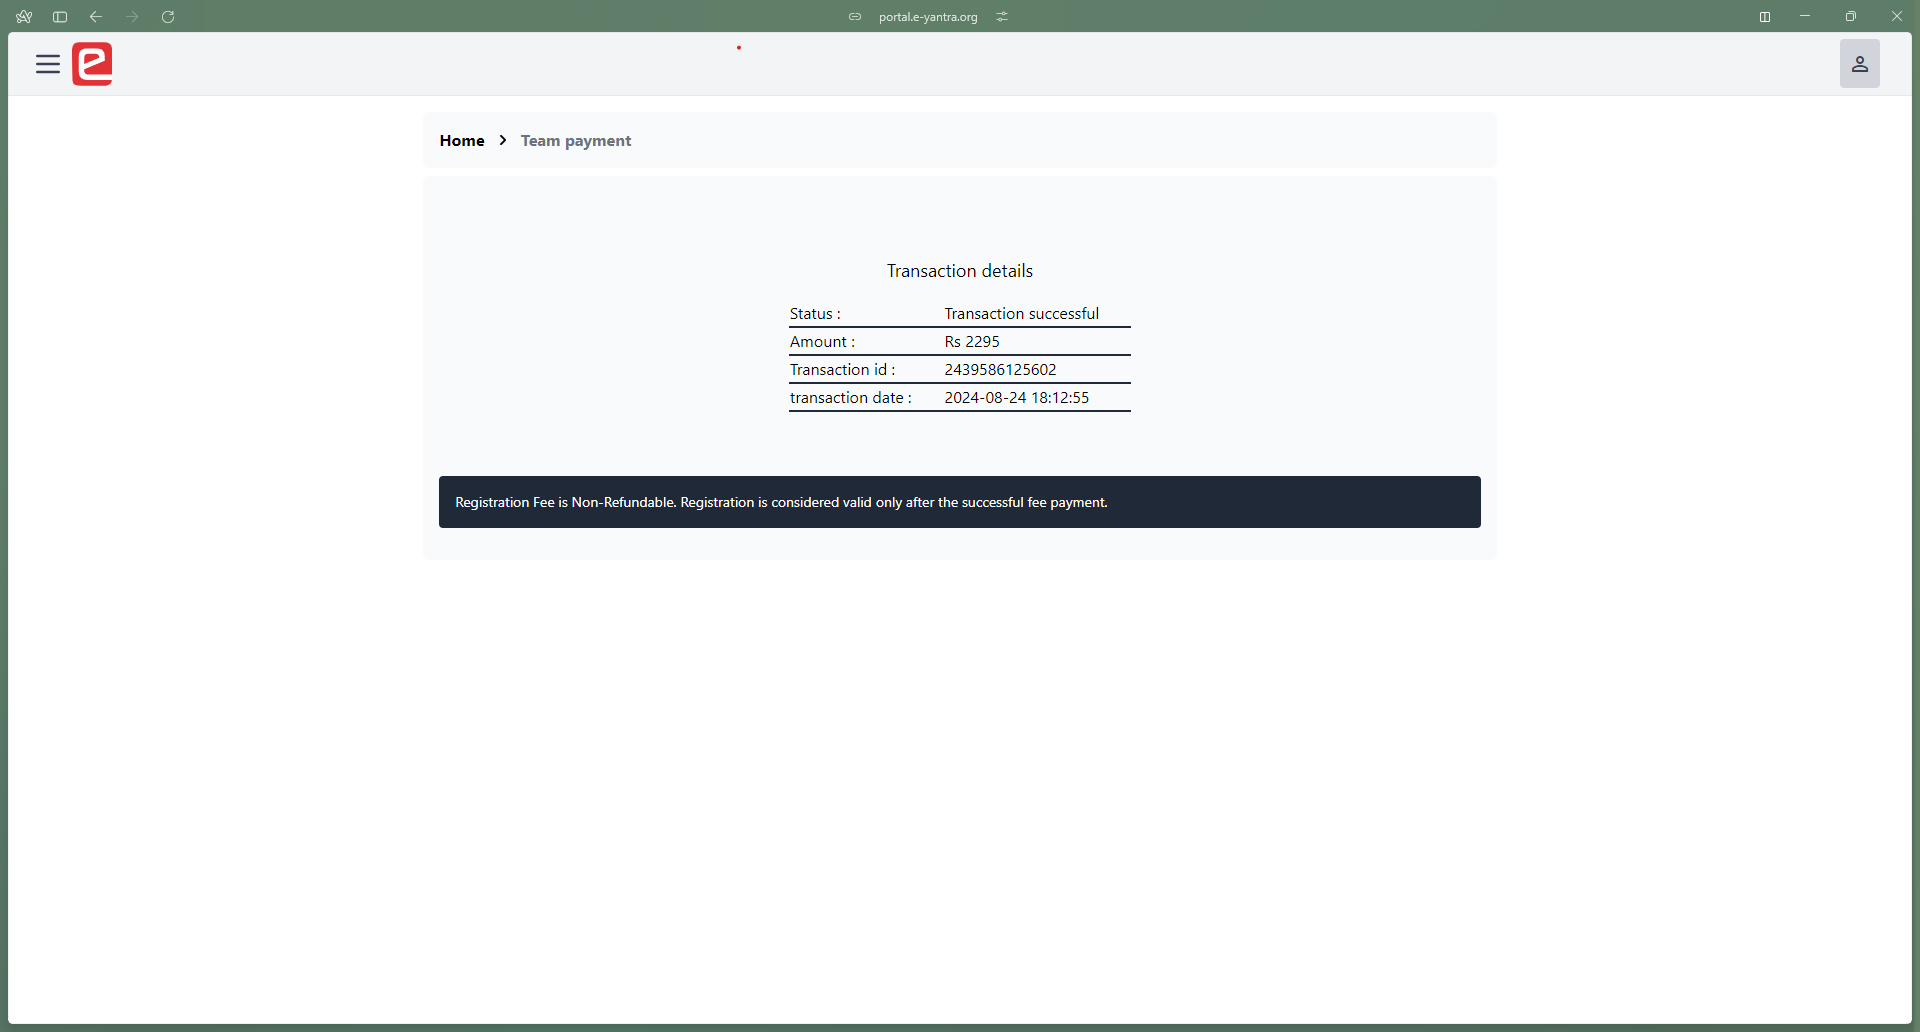 portal.e-yantra.org
Home > Team payment
Transaction details
Status : Transaction successful
Amount : Rs 2295
Transaction id : 2439586125602
transaction date : 2024-08-24 18:12:55
Registration Fee is Non-Refundable. Registration is considered valid only after the successful fee payment.